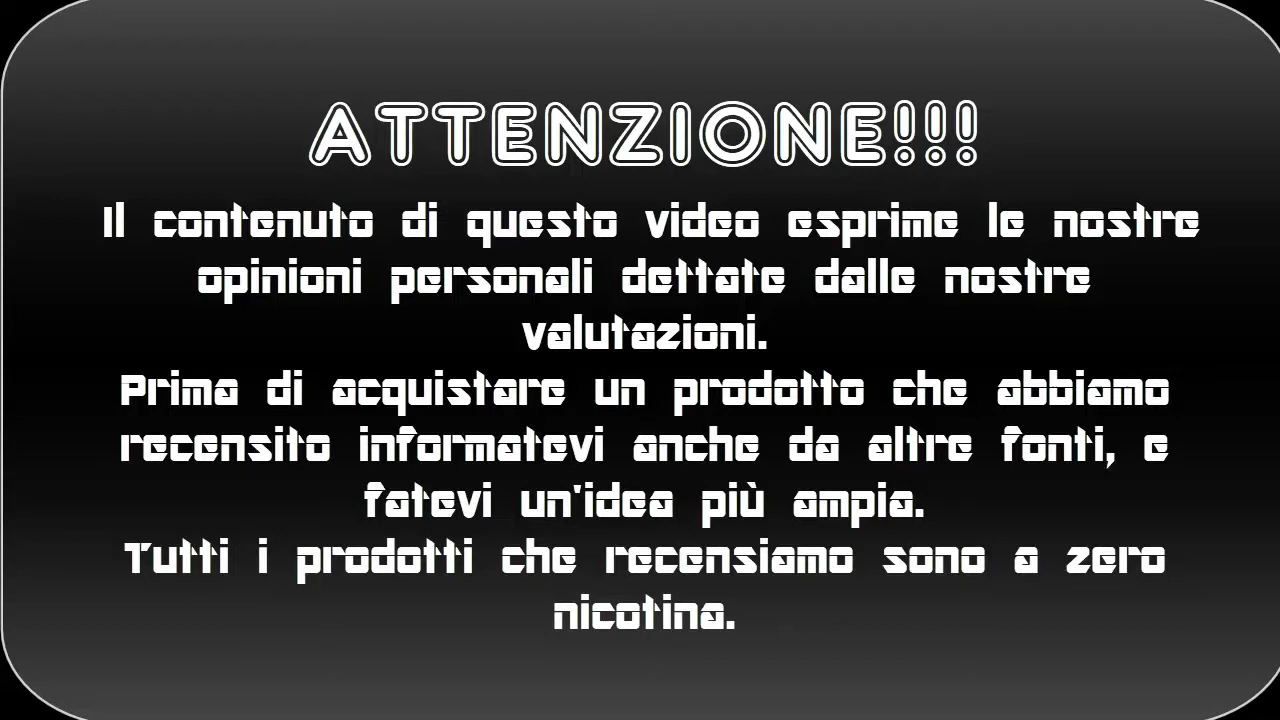 ATTENZIONE!!!
Il contenuto di questo video esprime le nostre
opinioni personali dettate dalle nostre
valutazioni.
Prima di acquistare un prodotto che abbiamo
recensito informatevi anche da altre fonti, e
fatevi un'idea più ampia.
Tutti i prodotti che recensiamo sono a zero
nicotina.